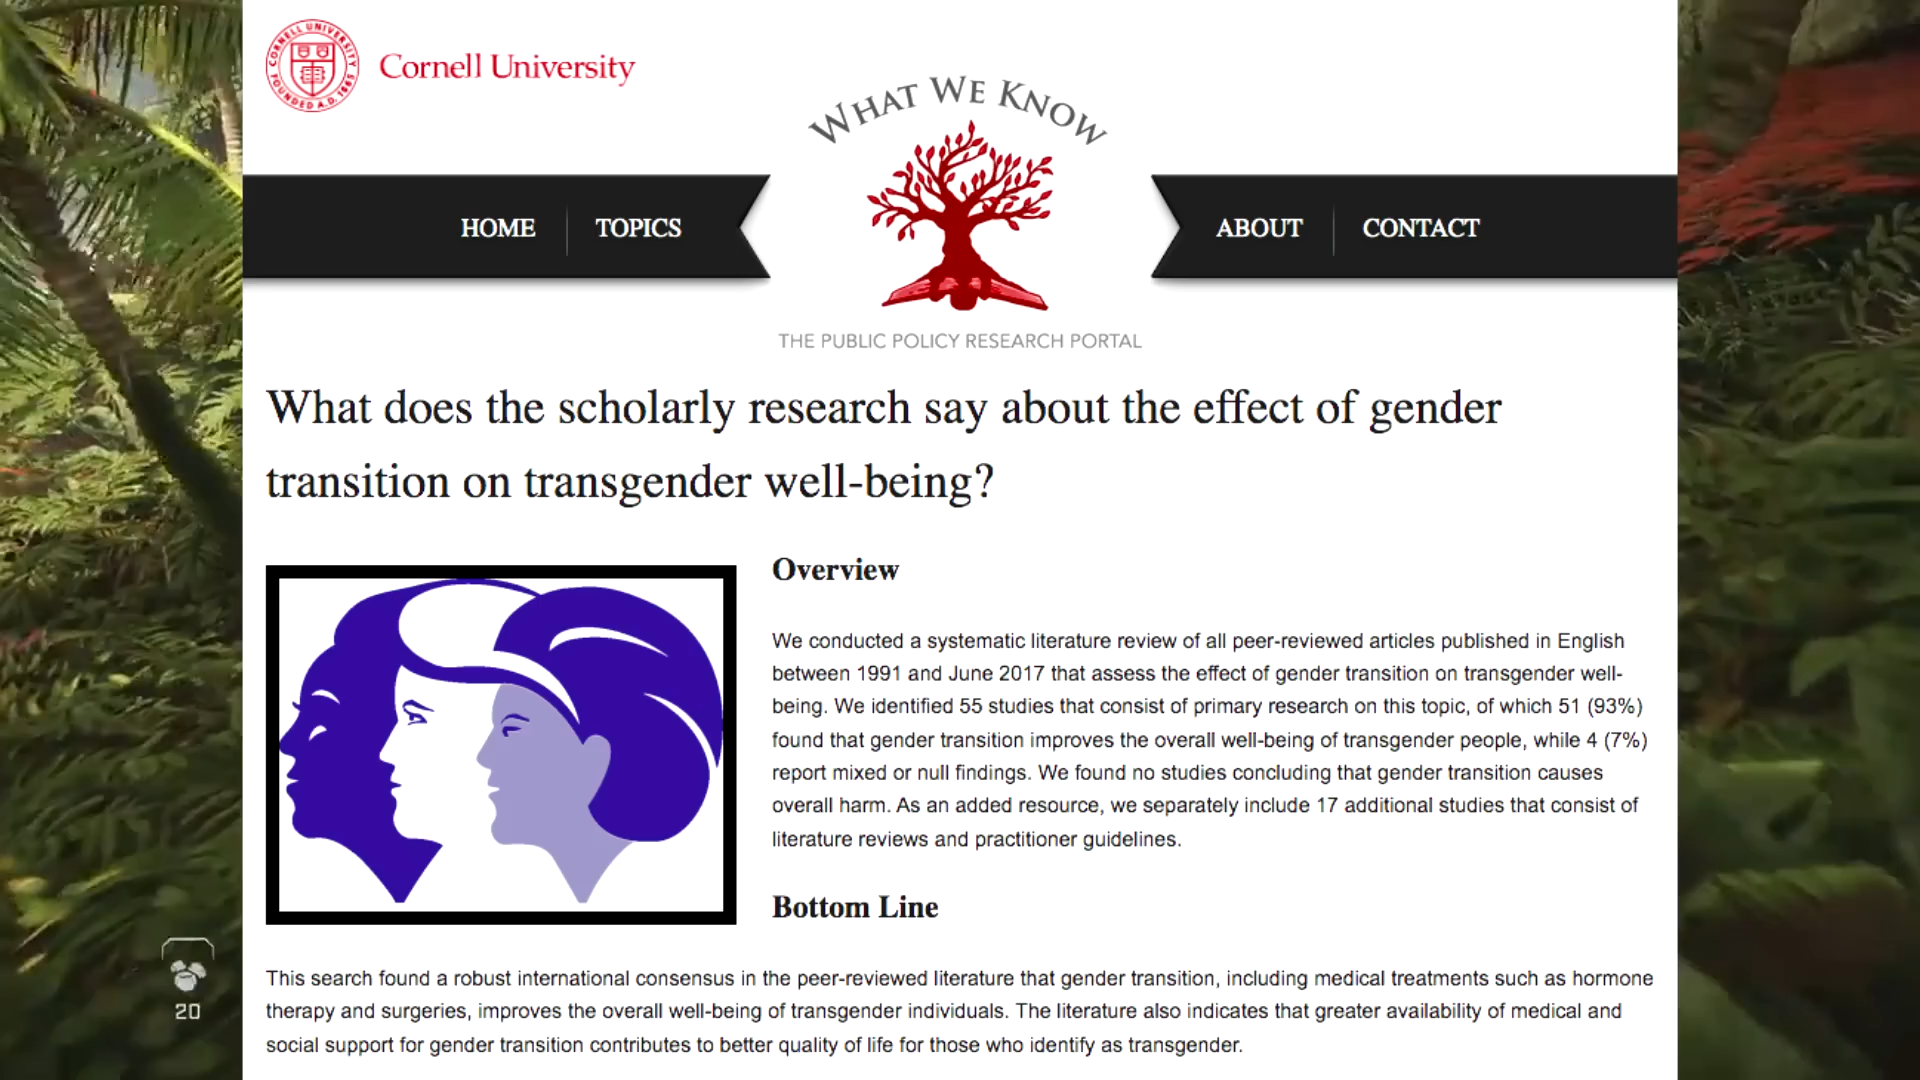 CORNELL UNIVERSITY
FOUNDED A.D. 1865
Cornell University
WHAT WE KNOW
HOME
TOPICS
ABOUT
CONTACT
THE PUBLIC POLICY RESEARCH PORTAL
What does the scholarly research say about the effect of gender
transition on transgender well-being?
Overview
We conducted a systematic literature review of all peer-reviewed articles published in English
between 1991 and June 2017 that assess the effect of gender transition on transgender well-
being. We identified 55 studies that consist of primary research on this topic, of which 51 (93%)
found that gender transition improves the overall well-being of transgender people, while 4 (7%)
report mixed or null findings. We found no studies concluding that gender transition causes
overall harm. As an added resource, we separately include 17 additional studies that consist of
literature reviews and practitioner guidelines.
Bottom Line
This search found a robust international consensus in the peer-reviewed literature that gender transition, including medical treatments such as hormone
therapy and surgeries, improves the overall well-being of transgender individuals. The literature also indicates that greater availability of medical and
social support for gender transition contributes to better quality of life for those who identify as transgender.
20